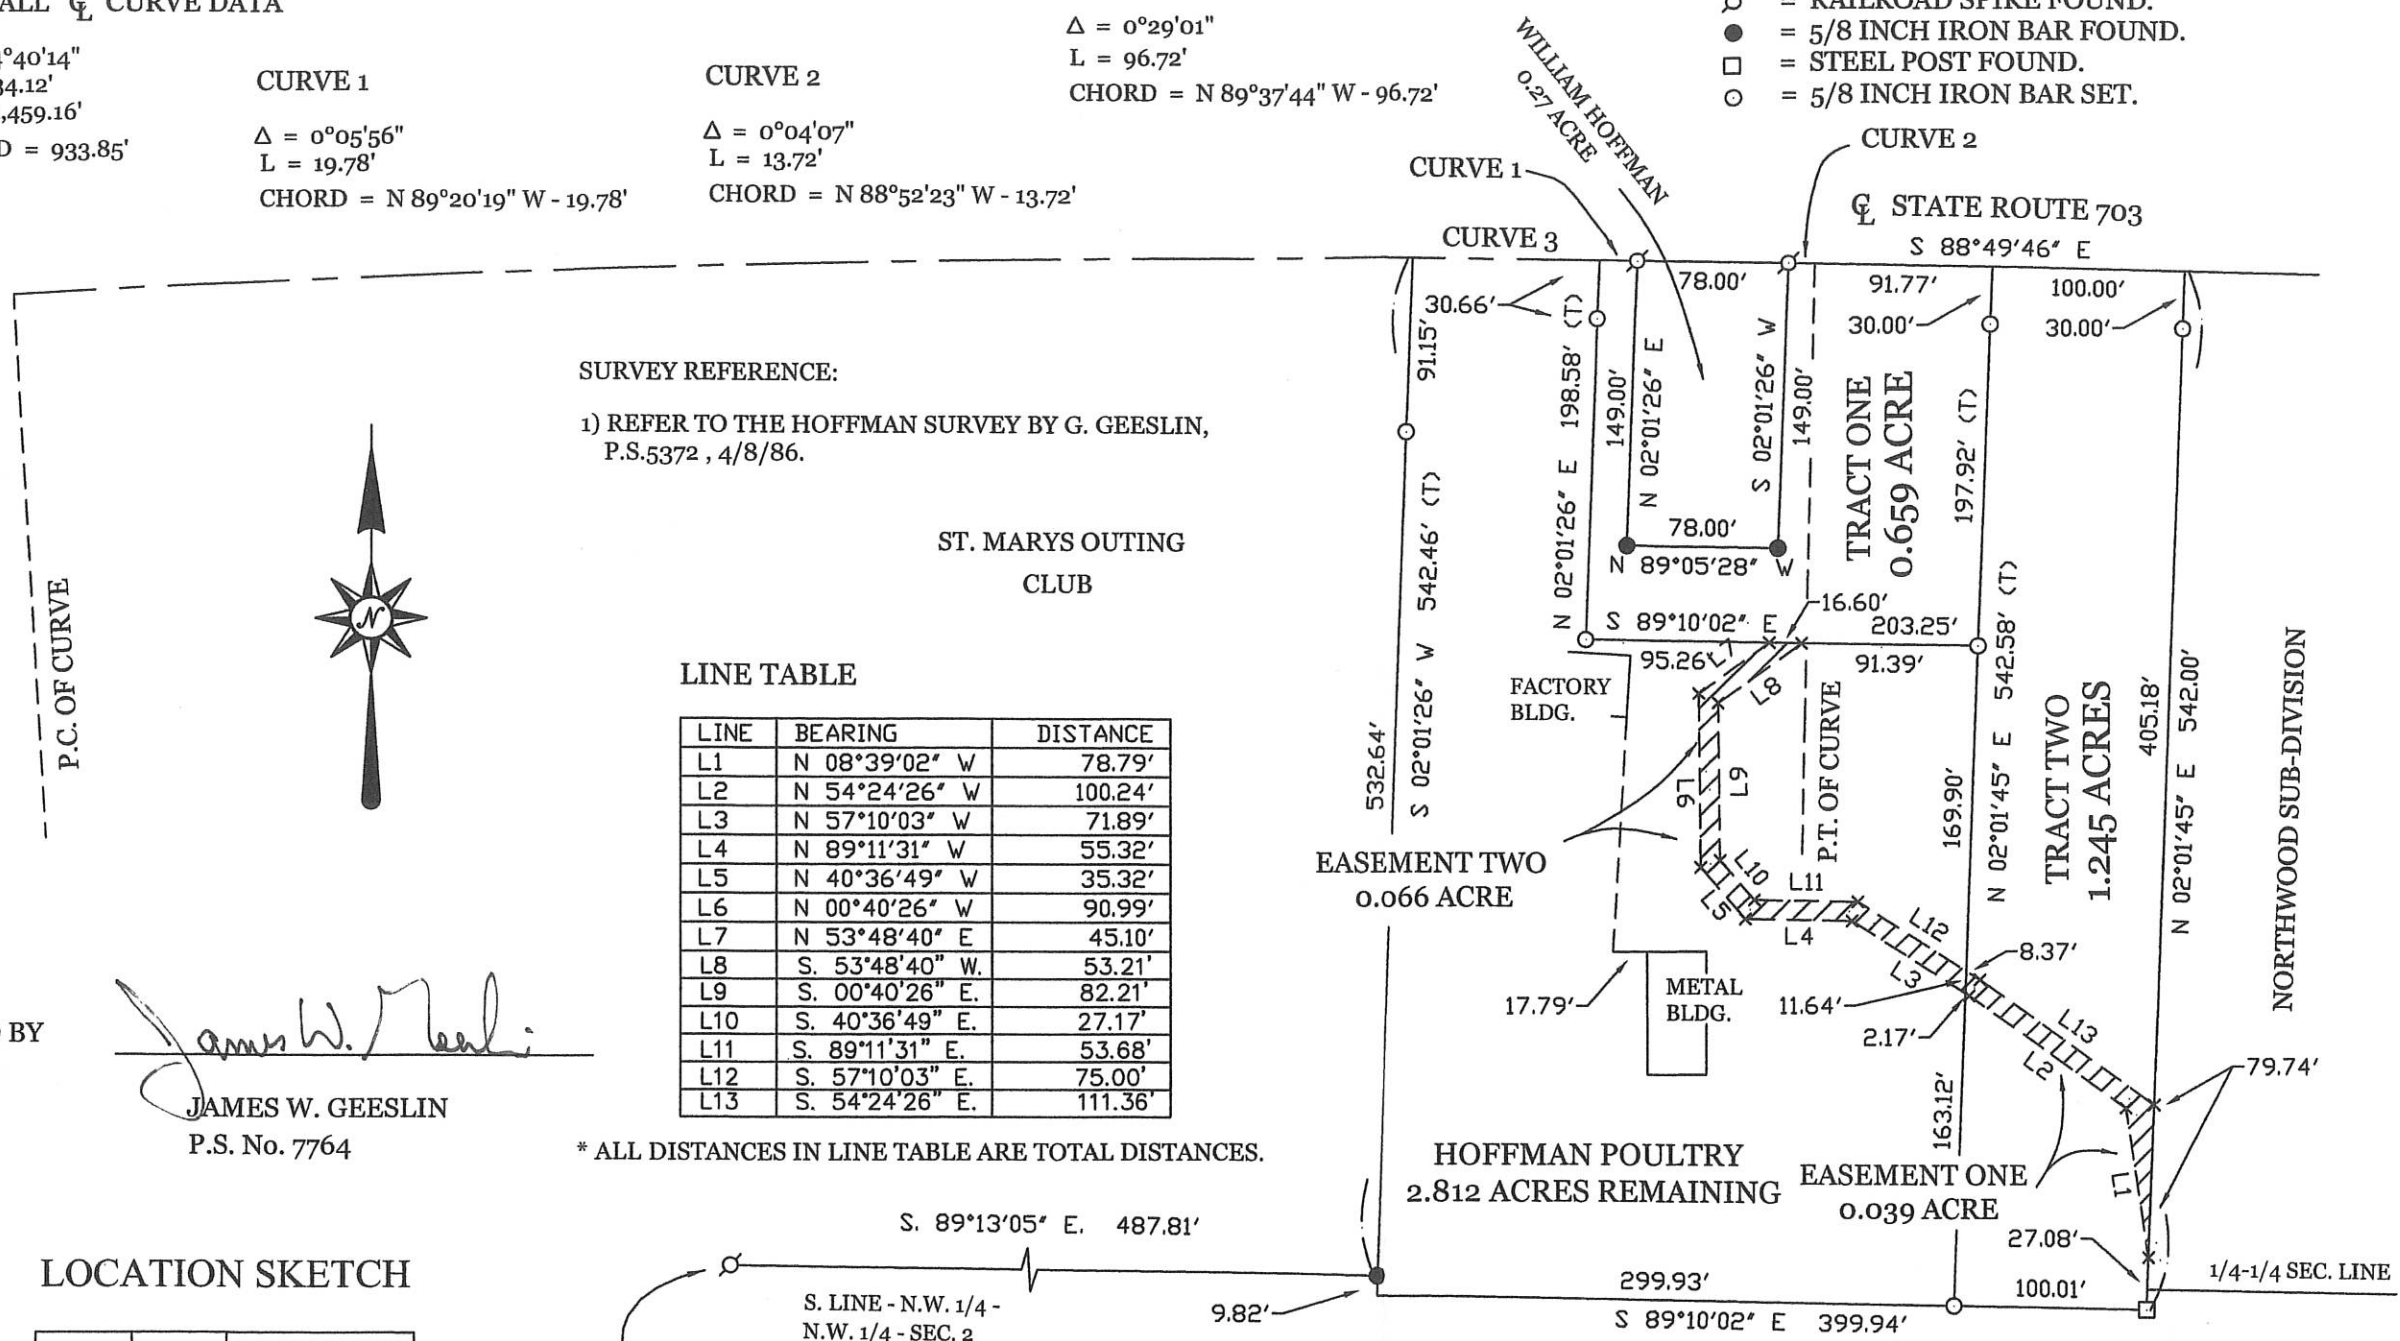 ALL ℄ CURVE DATA
°40'14"
34.12'
,459.16'
D = 933.85'
CURVE 1
Δ = 0°05'56"
L = 19.78'
CHORD = N 89°20'19" W - 19.78'
CURVE 2
Δ = 0°04'07"
L = 13.72'
CHORD = N 88°52'23" W - 13.72'
Δ = 0°29'01"
L = 96.72'
CHORD = N 89°37'44" W - 96.72'
= RAILROAD SPIKE FOUND.
= 5/8 INCH IRON BAR FOUND.
= STEEL POST FOUND.
= 5/8 INCH IRON BAR SET.
WILLIAM HOFFMAN
0.27 ACRE
CURVE 1
CURVE 2
CURVE 3
℄ STATE ROUTE 703
S 88°49'46" E
78.00'
91.77'
100.00'
30.66'
30.00'
30.00'
P.C. OF CURVE
SURVEY REFERENCE:
1) REFER TO THE HOFFMAN SURVEY BY G. GEESLIN,
P.S.5372 , 4/8/86.
N
ST. MARYS OUTING
CLUB
91.15'
S 02°01'26" W 542.46' (T)
532.64'
N 02°01'26" E 198.58' (T)
149.00'
N 02°01'26" E
S 02°01'26" W
149.00'
78.00'
N 89°05'28" W
TRACT ONE
0.659 ACRE
197.92' (T)
N 02°01'45" E 542.58' (T)
16.60'
S 89°10'02" E
203.25'
95.26'
91.39'
L7
L8
FACTORY
BLDG.
L6
L9
P.T. OF CURVE
169.90'
TRACT TWO
1.245 ACRES
405.18'
N 02°01'45" E 542.00'
NORTHWOOD SUB-DIVISION
EASEMENT TWO
0.066 ACRE
L10
L5
L11
L4
L12
L3
8.37'
11.64'
2.17'
17.79'
METAL
BLDG.
L13
L2
79.74'
L1
163.12'
LINE TABLE
LINE BEARING DISTANCE
L1 N 08°39'02" W 78.79'
L2 N 54°24'26" W 100.24'
L3 N 57°10'03" W 71.89'
L4 N 89°11'31" W 55.32'
L5 N 40°36'49" W 35.32'
L6 N 00°40'26" W 90.99'
L7 N 53°48'40" E 45.10'
L8 S. 53°48'40" W. 53.21'
L9 S. 00°40'26" E. 82.21'
L10 S. 40°36'49" E. 27.17'
L11 S. 89°11'31" E. 53.68'
L12 S. 57°10'03" E. 75.00'
L13 S. 54°24'26" E. 111.36'
* ALL DISTANCES IN LINE TABLE ARE TOTAL DISTANCES.
BY
James W. Geeslin
JAMES W. GEESLIN
P.S. No. 7764
HOFFMAN POULTRY
2.812 ACRES REMAINING
EASEMENT ONE
0.039 ACRE
27.08'
S. 89°13'05" E. 487.81'
LOCATION SKETCH
S. LINE - N.W. 1/4 -
N.W. 1/4 - SEC. 2
9.82'
299.93'
100.01'
S 89°10'02" E 399.94'
1/4-1/4 SEC. LINE